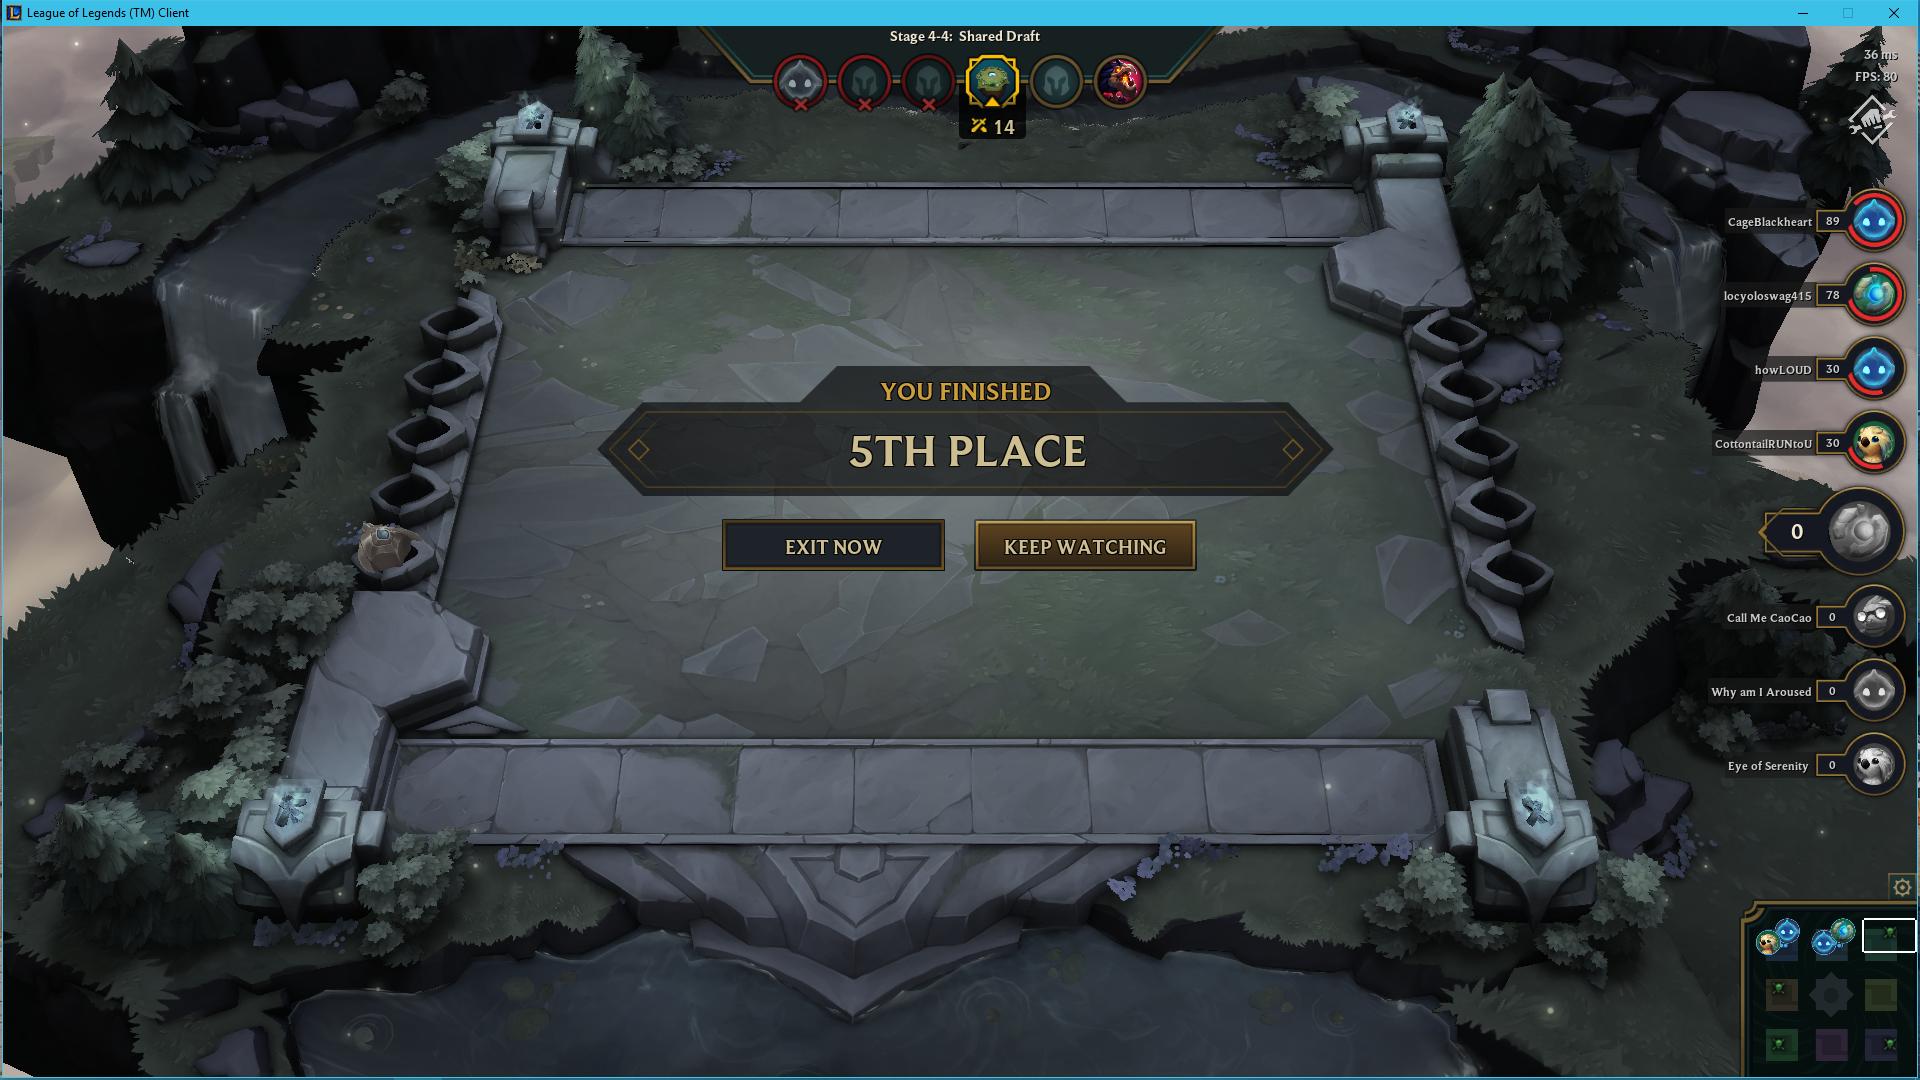 League of Legends (TM) Client
Stage 4-4: Shared Draft
14
36 ms
FPS: 80
CageBlackheart 89
locyoloswag415 78
howLOUD 30
CottontailRUNtoU 30
YOU FINISHED
5TH PLACE
EXIT NOW
KEEP WATCHING
0
Call Me CaoCao 0
Why am I Aroused 0
Eye of Serenity 0